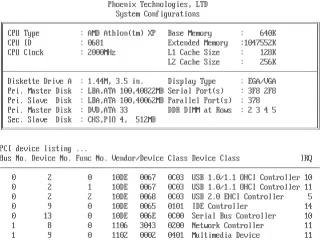 Phoenix Technologies, LTD
System Configurations
CPU Type : AMD Athlon(tm) XP Base Memory : 640K
CPU ID : 0681 Extended Memory :1047552K
CPU Clock : 2000MHz L1 Cache Size : 128K
L2 Cache Size : 256K
Diskette Drive A : 1.44M, 3.5 in. Display Type : EGA/VGA
Pri. Master Disk : LBA,ATA 100,40822MB Serial Port(s) : 3F8 2F8
Pri. Slave Disk : LBA,ATA 100,40062MB Parallel Port(s) : 378
Pri. Master Disk : DVD,ATA 33 DDR DIMM at Rows : 2 3 4 5
Sec. Slave Disk : CHS,PIO 4, 512MB
PCI device listing ...
Bus No. Device No. Func No. Vendor/Device Class Device Class IRQ
0 2 0 10DE 0067 0C03 USB 1.0/1.1 OHCI Controller 10
0 2 1 10DE 0067 0C03 USB 1.0/1.1 OHCI Controller 11
0 2 2 10DE 0068 0C03 USB 2.0 EHCI Controller 5
0 9 0 10DE 0065 0101 IDE Controller 14
0 13 0 10DE 006E 0C00 Serial Bus Controller 10
1 8 0 1106 3043 0200 Network Controller 11
1 9 0 1102 0002 0401 Multimedia Device 11